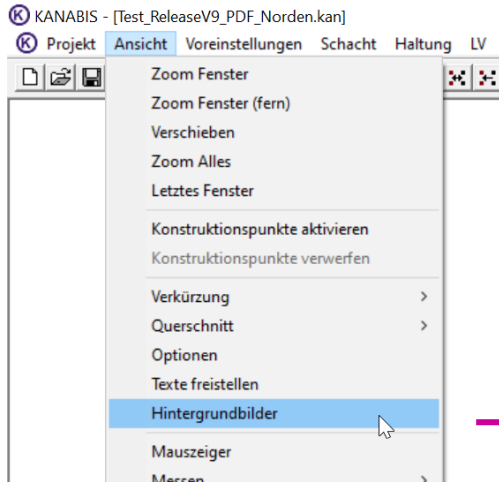 KANABIS - [Test_ReleaseV9_PDF_Norden.kan]
Projekt Ansicht Voreinstellungen Schacht Haltung LV
Zoom Fenster
Zoom Fenster (fern)
Verschieben
Zoom Alles
Letztes Fenster
Konstruktionspunkte aktivieren
Konstruktionspunkte verwerfen
Verkürzung
Querschnitt
Optionen
Texte freistellen
Hintergrundbilder
Mauszeiger
Messen